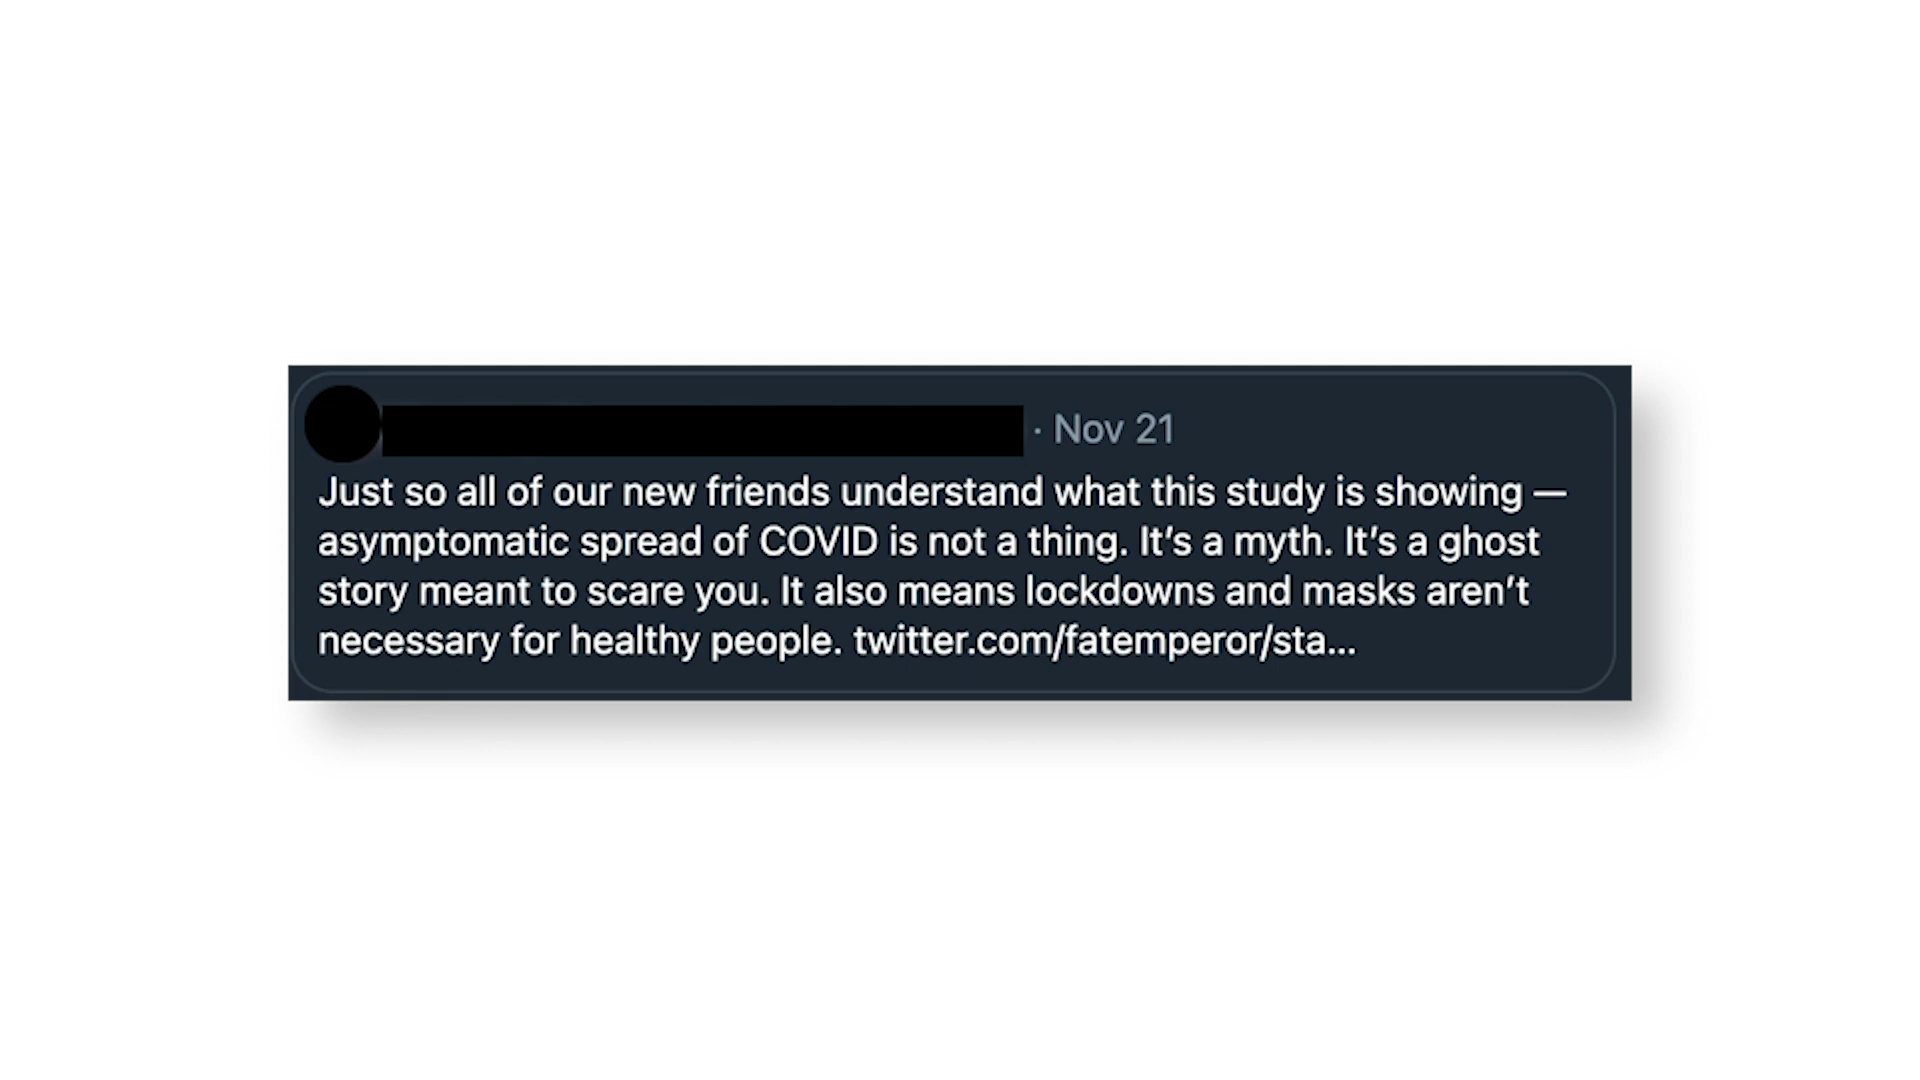 · Nov 21
Just so all of our new friends understand what this study is showing —
asymptomatic spread of COVID is not a thing. It’s a myth. It’s a ghost
story meant to scare you. It also means lockdowns and masks aren’t
necessary for healthy people. twitter.com/fatemperor/sta...